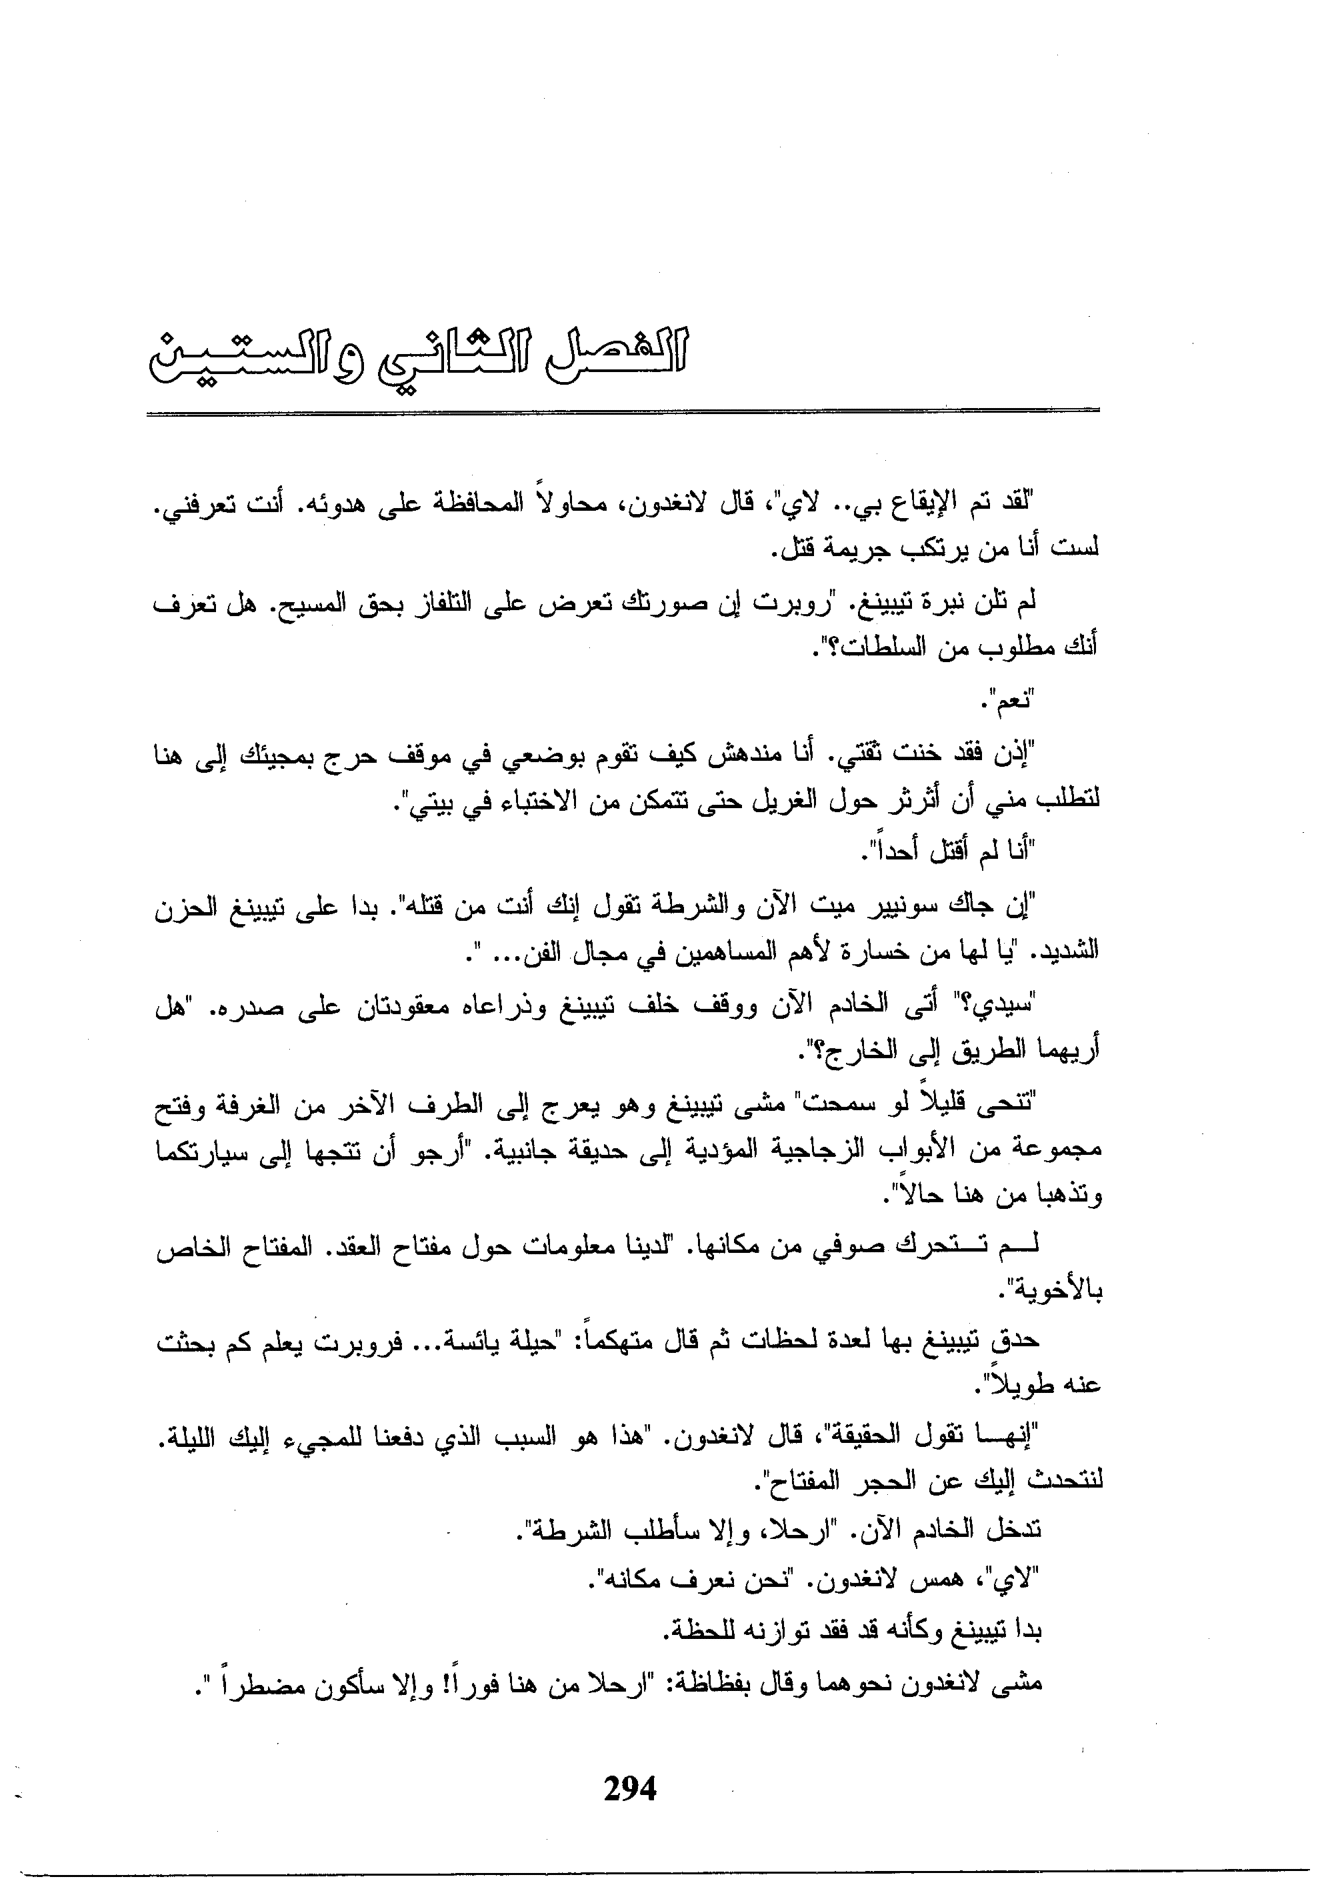 الفصل الثاني والستين
"لقد تم الإيقاع بي.. لاي"، قال لانغدون، محاولاً المحافظة على هدوئه. أنت تعرفني.
لست أنا من يرتكب جريمة قتل.
لم تلن نبرة تيبينغ. "روبرت إن صورتك تعرض على التلفاز بحق المسيح. هل تعرف
أنك مطلوب من السلطات؟".
"نعم".
"إذن فقد خنت ثقتي. أنا مندهش كيف تقوم بوضعي في موقف حرج بمجيئك إلى هنا
لتطلب مني أن أثرثر حول الغريل حتى تتمكن من الاختباء في بيتي".
"أنا لم أقتل أحداً".
"إن جاك سونيير ميت الآن والشرطة تقول إنك أنت من قتله". بدا على تيبينغ الحزن
الشديد. "يا لها من خسارة لأهم المساهمين في مجال الفن... ".
"سيدي؟" أتى الخادم الآن ووقف خلف تيبينغ وذراعاه معقودتان على صدره. "هل
أريهما الطريق إلى الخارج؟".
"تنحى قليلاً لو سمحت" مشى تيبينغ وهو يعرج إلى الطرف الآخر من الغرفة وفتح
مجموعة من الأبواب الزجاجية المؤدية إلى حديقة جانبية. "أرجو أن تتجها إلى سيارتكما
وتذهبا من هنا حالاً".
لـم تـتحرك صوفي من مكانها. "لدينا معلومات حول مفتاح العقد. المفتاح الخاص
بالأخوية".
حدق تيبينغ بها لعدة لحظات ثم قال متهكماً: "حيلة يائسة... فروبرت يعلم كم بحثت
عنه طويلاً".
"إنهـا تقول الحقيقة"، قال لانغدون. "هذا هو السبب الذي دفعنا للمجيء إليك الليلة.
لنتحدث إليك عن الحجر المفتاح".
تدخل الخادم الآن. "ارحلا، وإلا سأطلب الشرطة".
"لاي"، همس لانغدون. "نحن نعرف مكانه".
بدا تيبينغ وكأنه قد فقد توازنه للحظة.
مشى لانغدون نحوهما وقال بفظاظة: "ارحلا من هنا فوراً! وإلا سأكون مضطراً ".
294